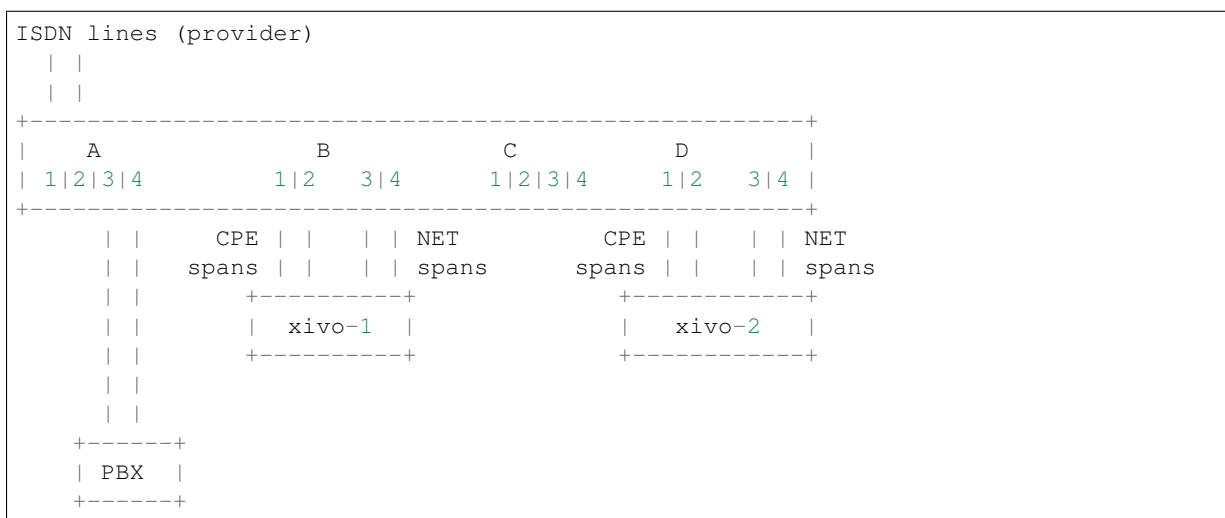 ISDN lines (provider)
  | |
  | |
+------------------------------------------------------+
|    A               B            C           D        |
| 1|2|3|4         1|2   3|4      1|2|3|4     1|2   3|4 |
+------------------------------------------------------+
      | |     CPE | |   | | NET          CPE | |   | | NET
      | |   spans | |   | | spans      spans | |   | | spans
      | |       +----------+              +------------+
      | |       |  xivo-1  |              |   xivo-2   |
      | |       +----------+              +------------+
      | |
      | |
    +------+
    | PBX  |
    +------+